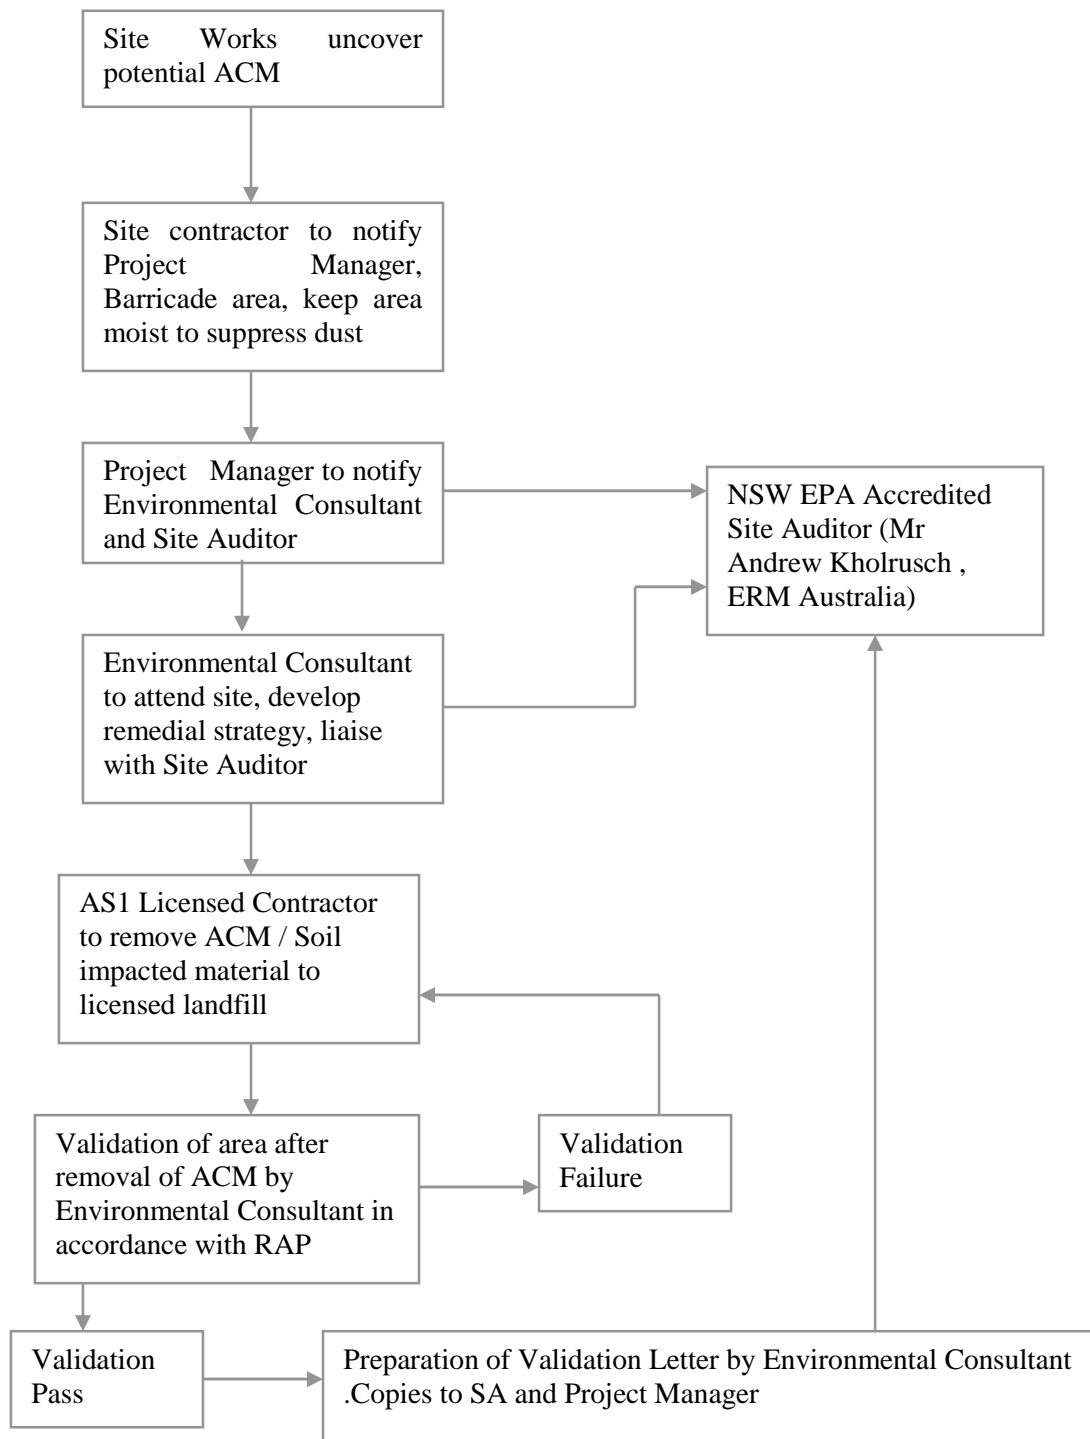 Site Works uncover
potential ACM
Site contractor to notify
Project Manager,
Barricade area, keep area
moist to suppress dust
Project Manager to notify
Environmental Consultant
and Site Auditor
NSW EPA Accredited
Site Auditor (Mr
Andrew Kholrusch ,
ERM Australia)
Environmental Consultant
to attend site, develop
remedial strategy, liaise
with Site Auditor
AS1 Licensed Contractor
to remove ACM / Soil
impacted material to
licensed landfill
Validation of area after
removal of ACM by
Environmental Consultant in
accordance with RAP
Validation
Failure
Validation
Pass
Preparation of Validation Letter by Environmental Consultant
.Copies to SA and Project Manager